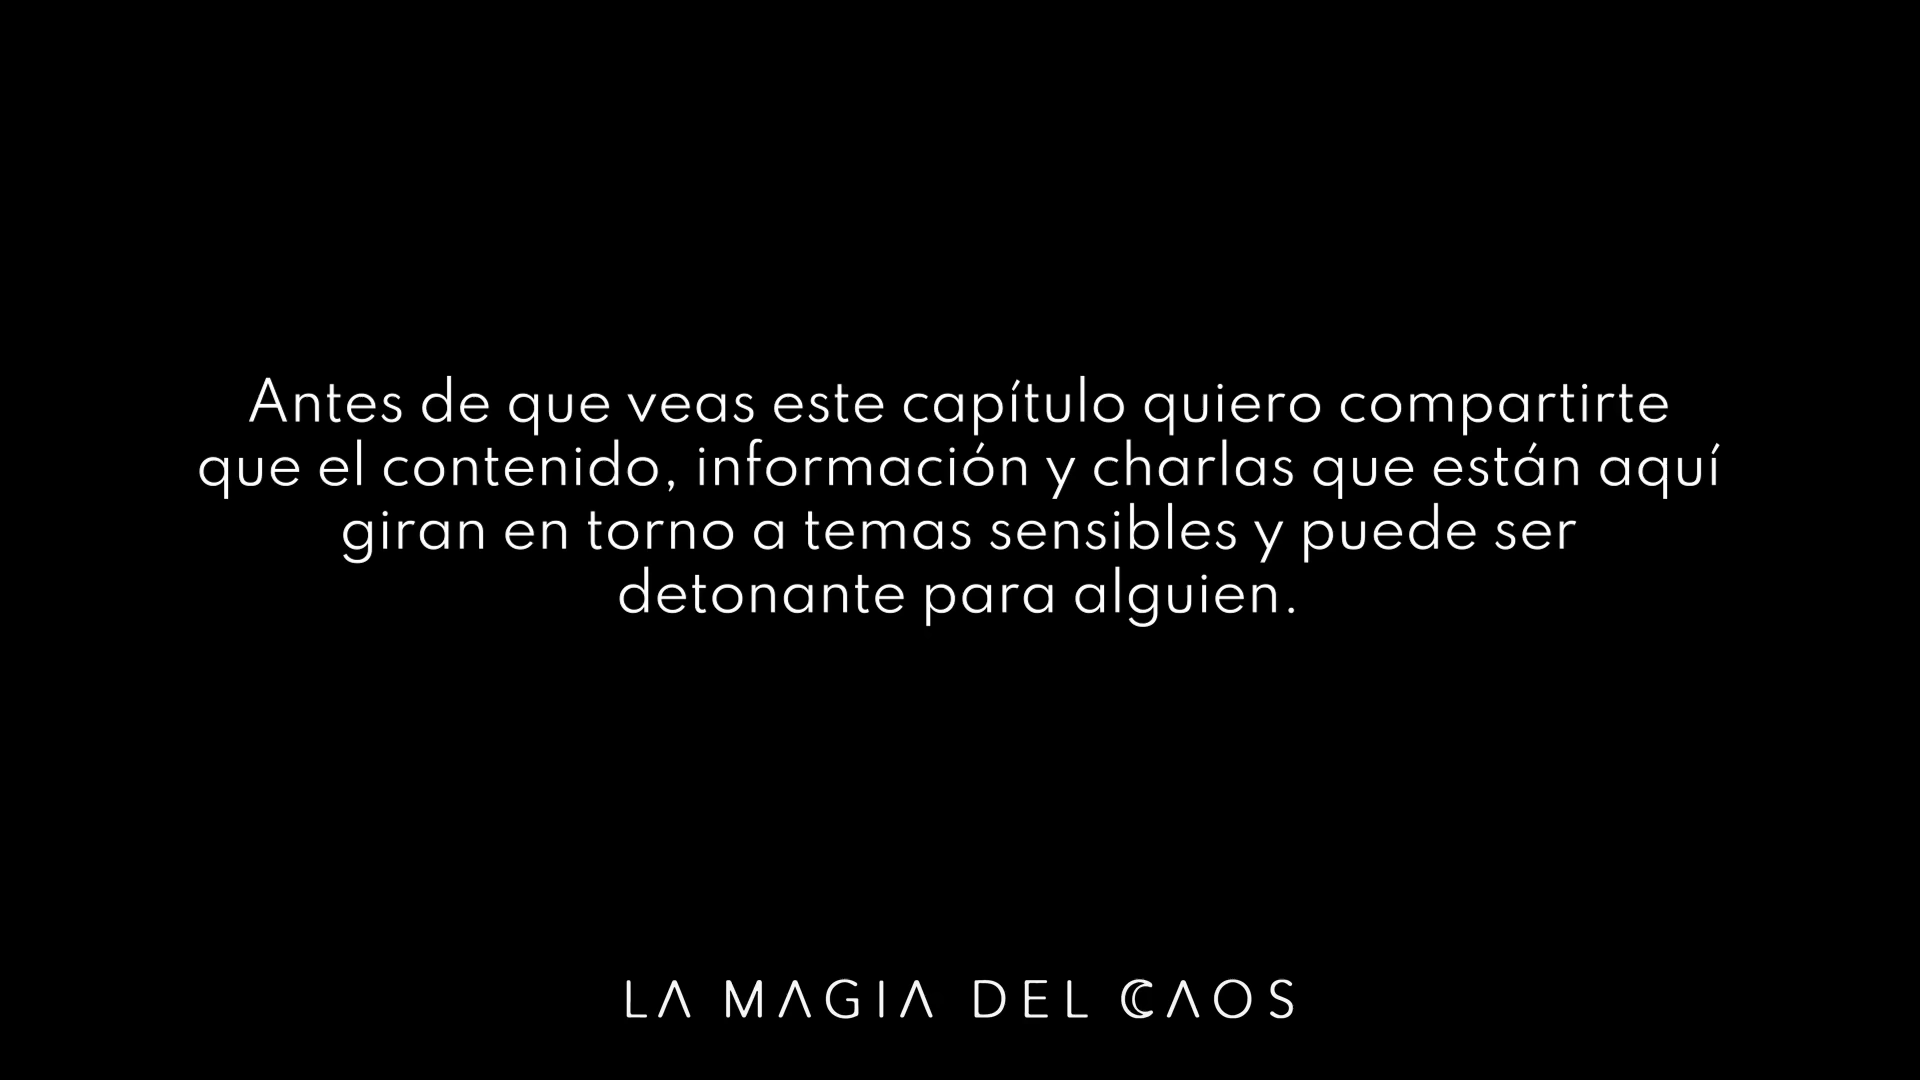 Antes de que veas este capítulo quiero compartirte
que el contenido, información y charlas que están aquí
giran en torno a temas sensibles y puede ser
detonante para alguien.
LA MAGIA DEL CAOS